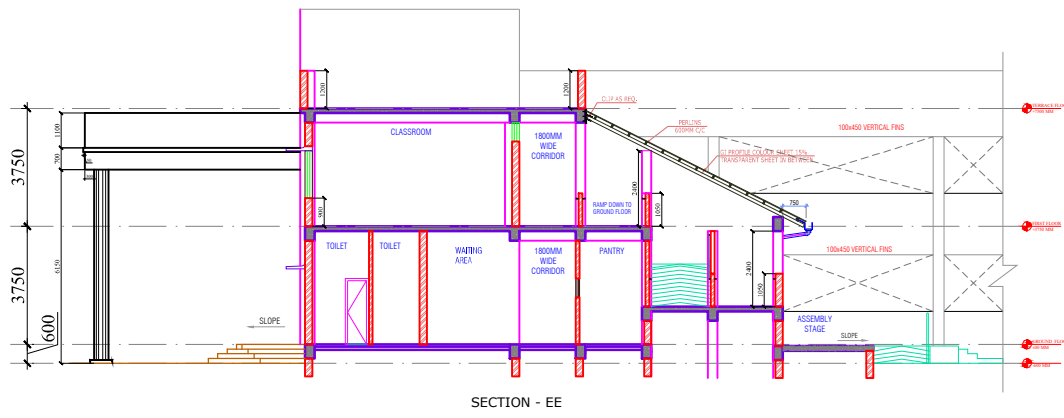 1200
1200
CLIP AS REQ.
TERRACE FLOOR
1100
CLASSROOM
1800MM
WIDE
CORRIDOR
PERLINS
600MM C/C
100x450 VERTICAL FINS
3750
700
GI PROFILE COLOUR SHEET 15%
TRANSPARENT SHEET IN BETWEEN
2400
900
RAMP DOWN TO
GROUND FLOOR
1050
750
FIRST FLOOR
TOILET
TOILET
WAITING
AREA
1800MM
WIDE
CORRIDOR
PANTRY
100x450 VERTICAL FINS
3750
6150
2400
1050
600
SLOPE
ASSEMBLY
STAGE
SLOPE
SECTION - EE